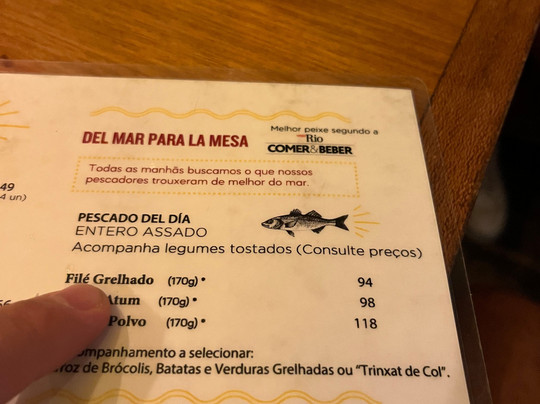 DEL MAR PARA LA MESA
Melhor peixe segundo a
Rio
COMER&BEBER
Todas as manhãs buscamos o que nossos
pescadores trouxeram de melhor do mar.
49
4 un)
PESCADO DEL DÍA
ENTERO ASSADO
Acompanha legumes tostados (Consulte preços)
Filé Grelhado (170g)* 94
Atum (170g)* 98
Polvo (170g)* 118
de Brócolis, Batatas e Verduras Grelhadas ou "Trinxat de Col".